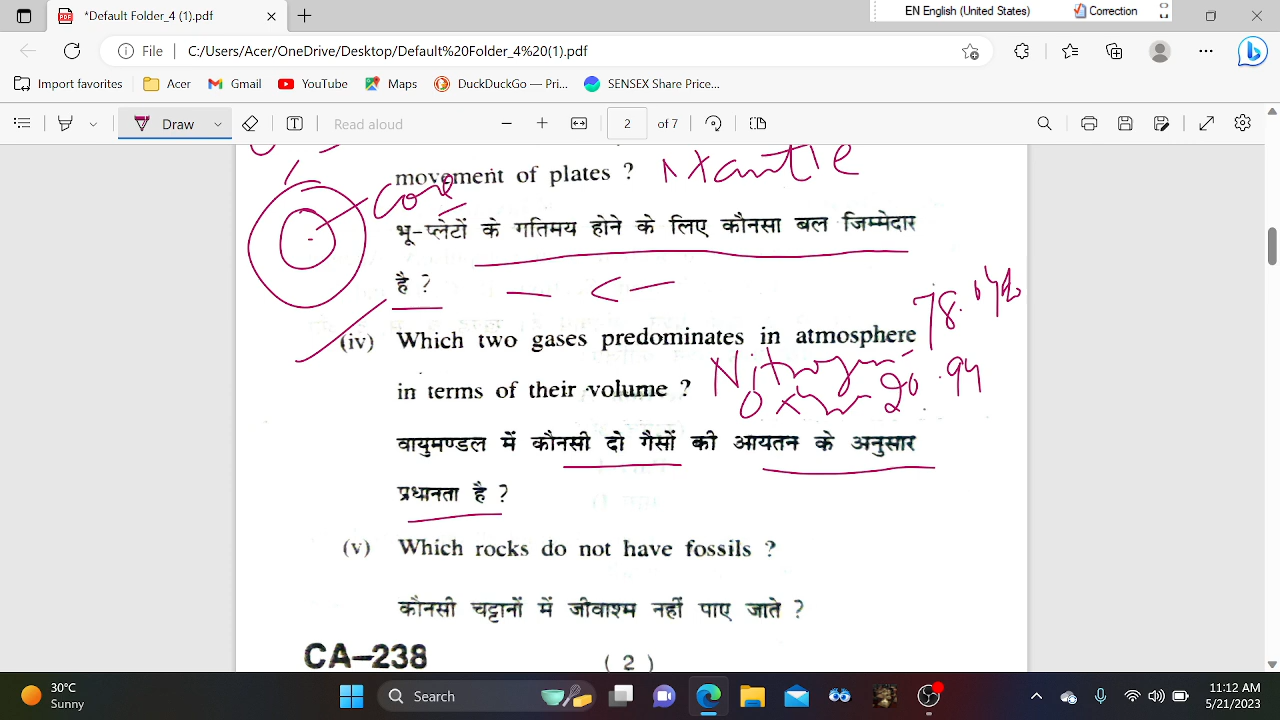 *Default Folder_4 (1).pdf
EN English (United States)
Correction
File
C:/Users/Acer/OneDrive/Desktop/Default%20Folder_4%20(1).pdf
Import favorites
Acer
Gmail
YouTube
Maps
DuckDuckGo — Pri...
SENSEX Share Price...
Draw
Read aloud
2
of 7
movement of plates ?
Mantle
Core
भू-प्लेटों के गतिमय होने के लिए कौनसा बल जिम्मेदार
है ?
(iv) Which two gases predominates in atmosphere
in terms of their volume ?
Nitrogen
20.94
वायुमण्डल में कौनसी दो गैसों की आयतन के अनुसार
प्रधानता है ?
(v) Which rocks do not have fossils ?
कौनसी चट्टानों में जीवाश्म नहीं पाए जाते ?
CA-238
( 2 )
30°C
Sunny
Search
11:12 AM
5/21/2023